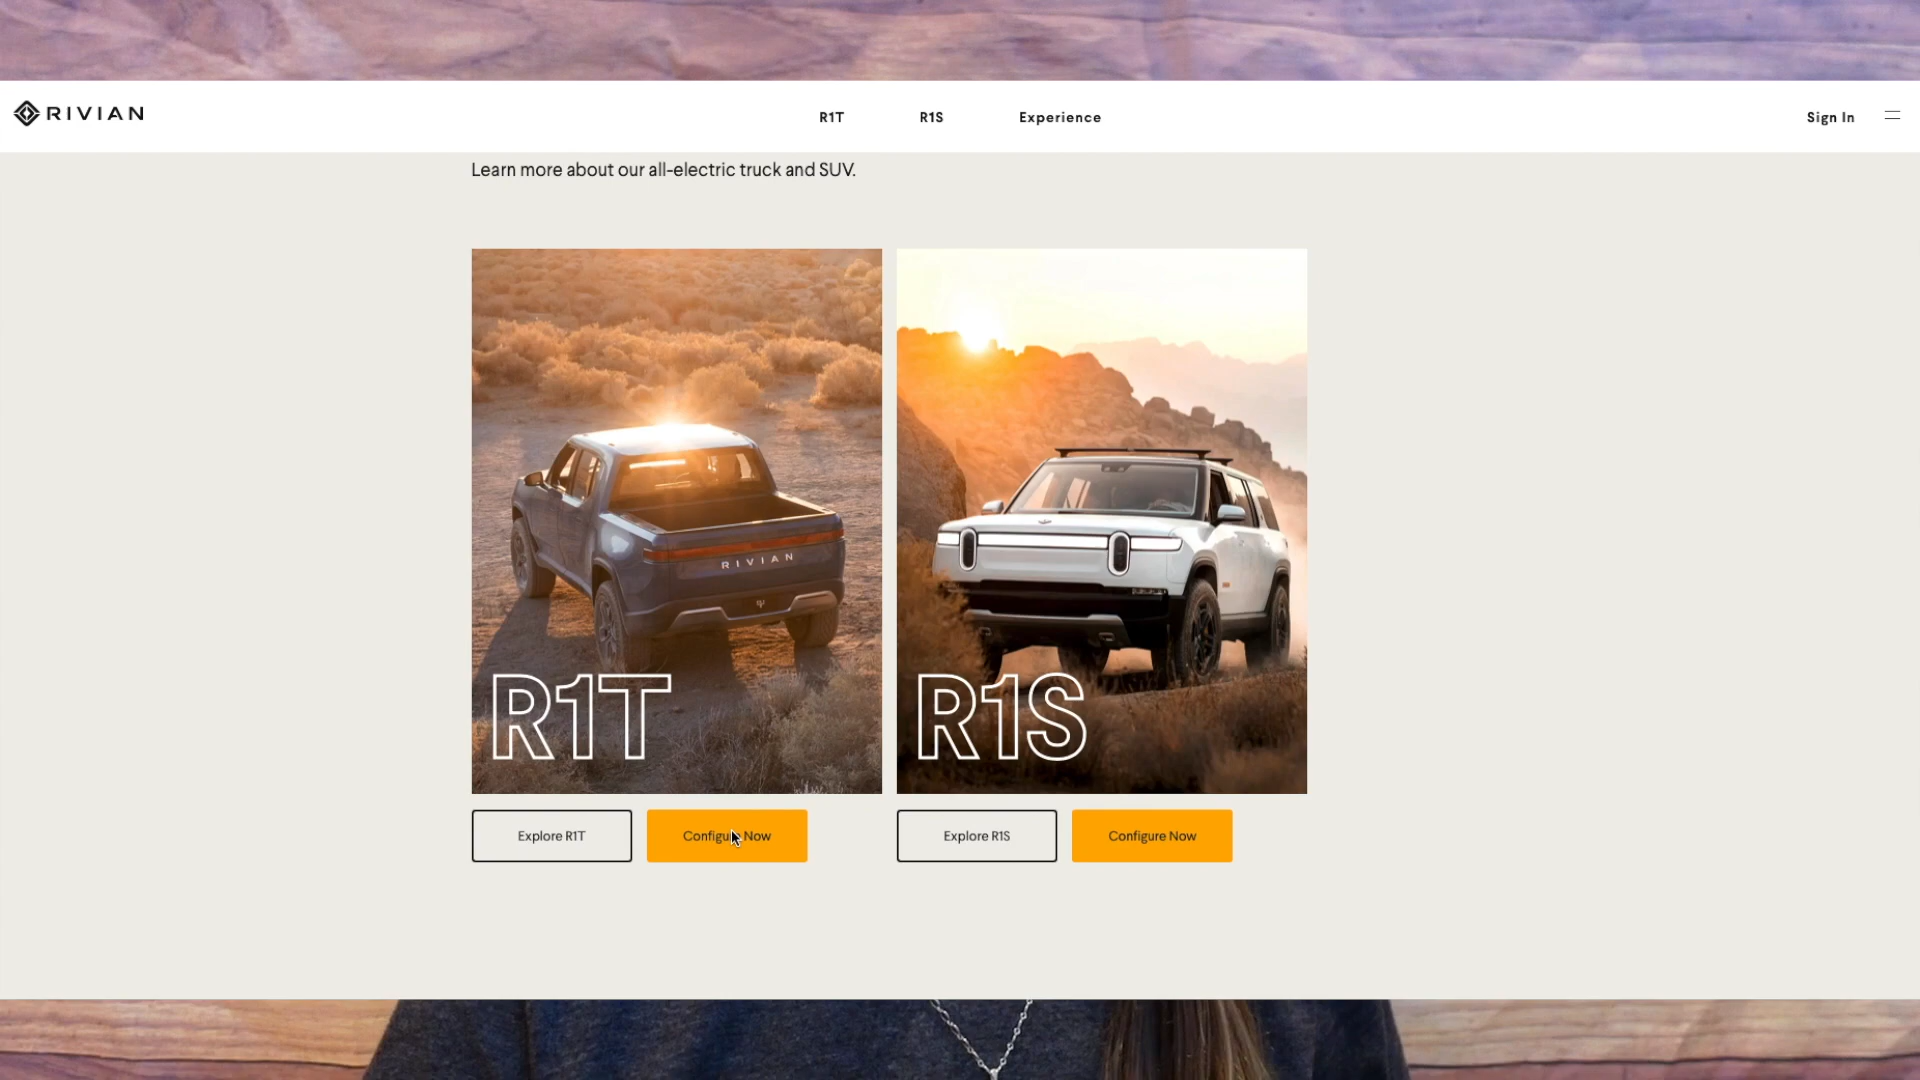 RIVIAN
R1T
R1S
Experience
Sign In
Learn more about our all-electric truck and SUV.
RIVIAN
R1T
R1S
Explore R1T
Configure Now
Explore R1S
Configure Now